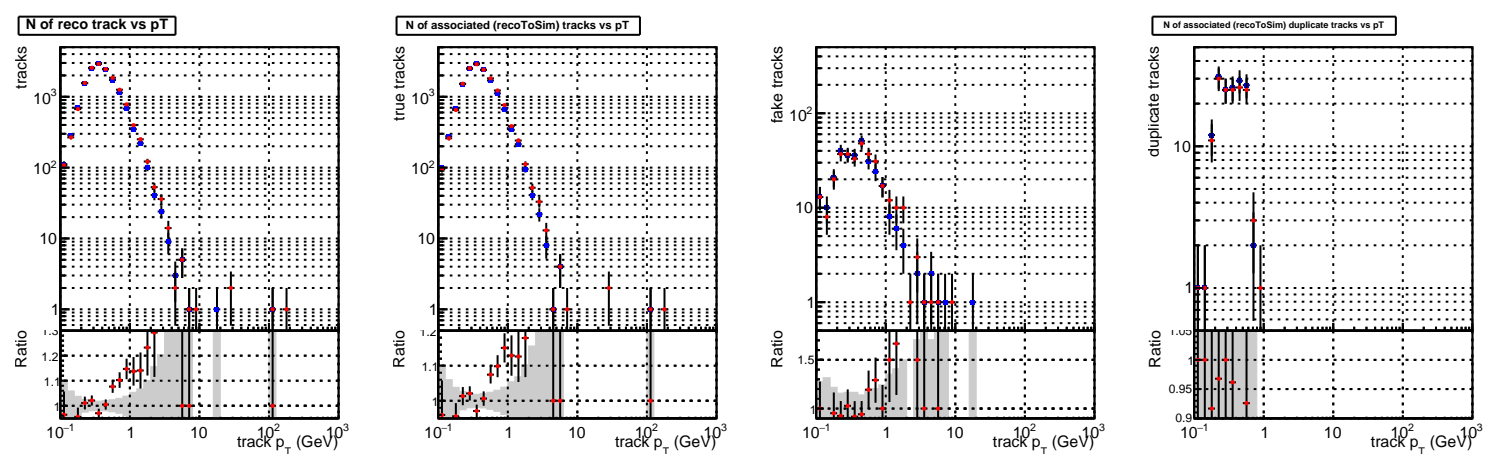 N of reco track vs pT
tracks
10³
10²
10
1
Ratio
1.3
1.2
1.1
1
10⁻¹ 1 10 10² 10³
track p_T (GeV)
N of associated (recoToSim) tracks vs pT
true tracks
10³
10²
10
1
Ratio
1.2
1.1
1
10⁻¹ 1 10 10² 10³
track p_T (GeV)
fake tracks
10²
10
1
Ratio
1.5
1
10⁻¹ 1 10 10² 10³
track p_T (GeV)
N of associated (recoToSim) duplicate tracks vs pT
duplicate tracks
10
1
Ratio
1.05
1
0.95
0.9
10⁻¹ 1 10 10² 10³
track p_T (GeV)